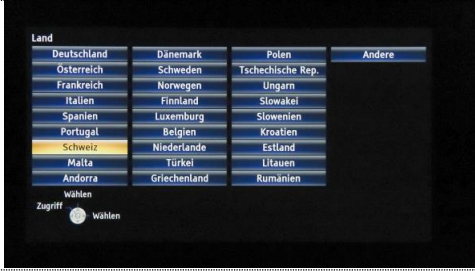 Land
Deutschland Dänemark Polen Andere
Österreich Schweden Tschechische Rep.
Frankreich Norwegen Ungarn
Italien Finnland Slowakei
Spanien Luxemburg Slowenien
Portugal Belgien Kroatien
Schweiz Niederlande Estland
Malta Türkei Litauen
Andorra Griechenland Rumänien
Wählen
Zugriff
Wählen